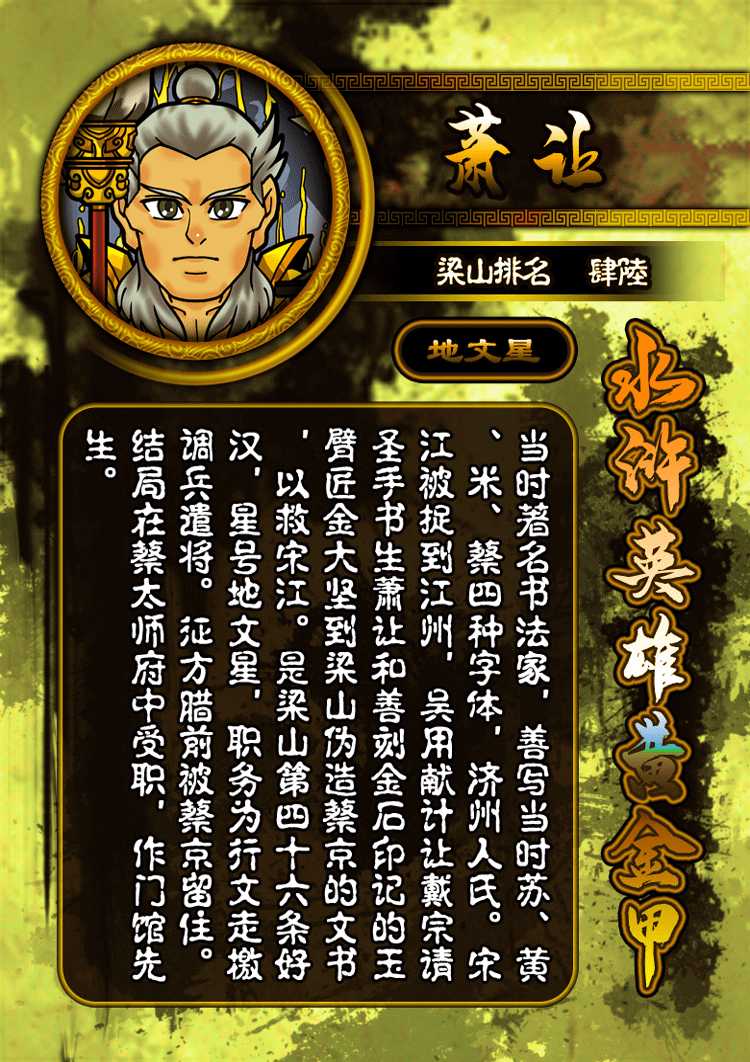 萧让
梁山排名 肆陸
地文星
水浒英雄黄金甲
当时著名书法家，善写当时苏、黄
、米、蔡四种字体，济州人氏。宋
江被捉到江州，吴用献计让戴宗请
圣手书生萧让和善刻金石印记的玉
臂匠金大坚到梁山伪造蔡京的文书
，以救宋江。是梁山第四十六条好
汉，星号地文星，职务为行文走檄
调兵遣将。征方腊前被蔡京留住。
结局在蔡太师府中受职，作门馆先
生。